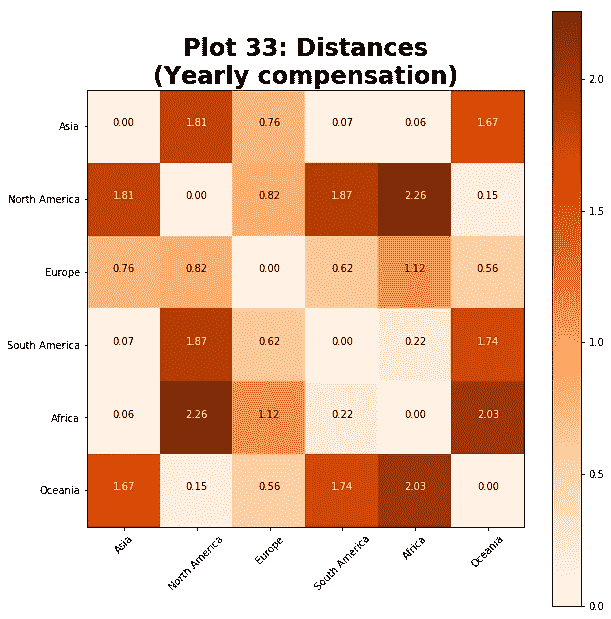 Plot 33: Distances
(Yearly compensation)
Asia 0.00 1.81 0.76 0.07 0.06 1.67
North America 1.81 0.00 0.82 1.87 2.26 0.15
Europe 0.76 0.82 0.00 0.62 1.12 0.56
South America 0.07 1.87 0.62 0.00 0.22 1.74
Africa 0.06 2.26 1.12 0.22 0.00 2.03
Oceania 1.67 0.15 0.56 1.74 2.03 0.00
Asia North America Europe South America Africa Oceania
2.0
1.5
1.0
0.5
0.0